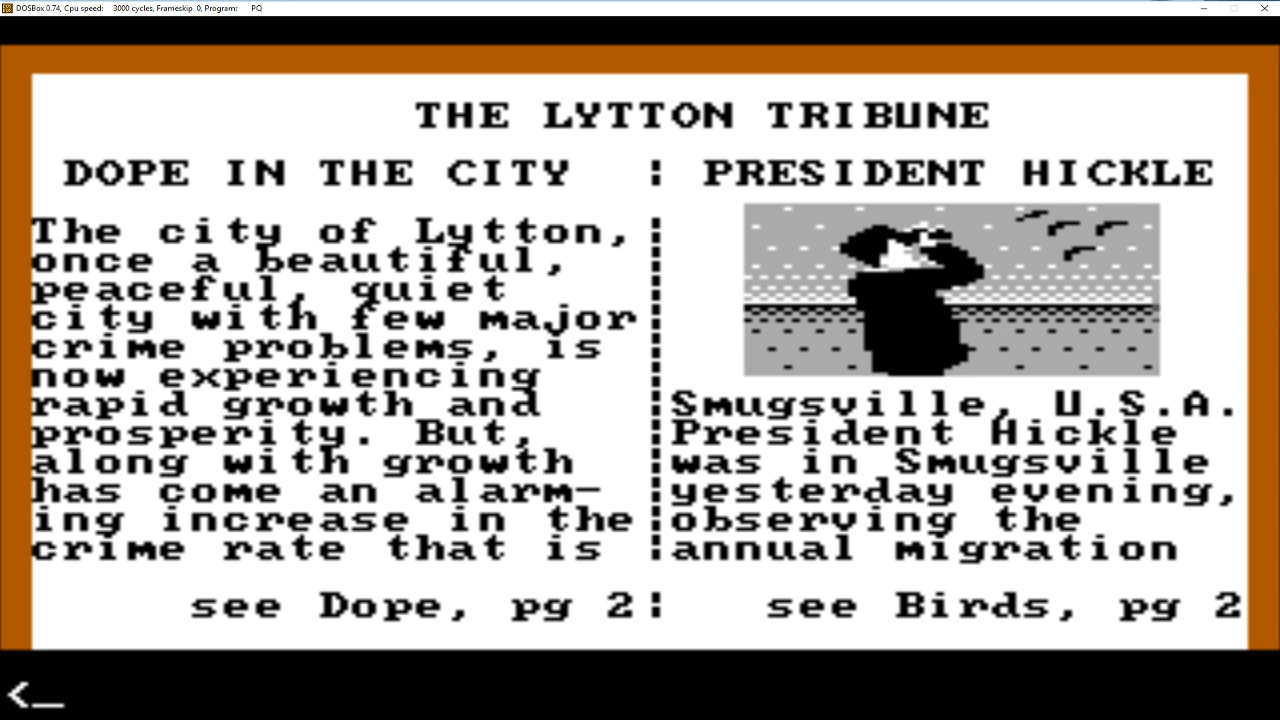 DOSBox 0.74, Cpu speed: 3000 cycles, Frameskip 0, Program: PQ
THE LYTTON TRIBUNE
DOPE IN THE CITY : PRESIDENT HICKLE
The city of Lytton,
once a beautiful,
peaceful, quiet
city with few major
crime problems, is
now experiencing
rapid growth and
prosperity. But,
along with growth
has come an alarm-
ing increase in the
crime rate that is
see Dope, pg 2:
Smugsville, U.S.A.
President Hickle
was in Smugsville
yesterday evening,
observing the
annual migration
see Birds, pg 2
<_